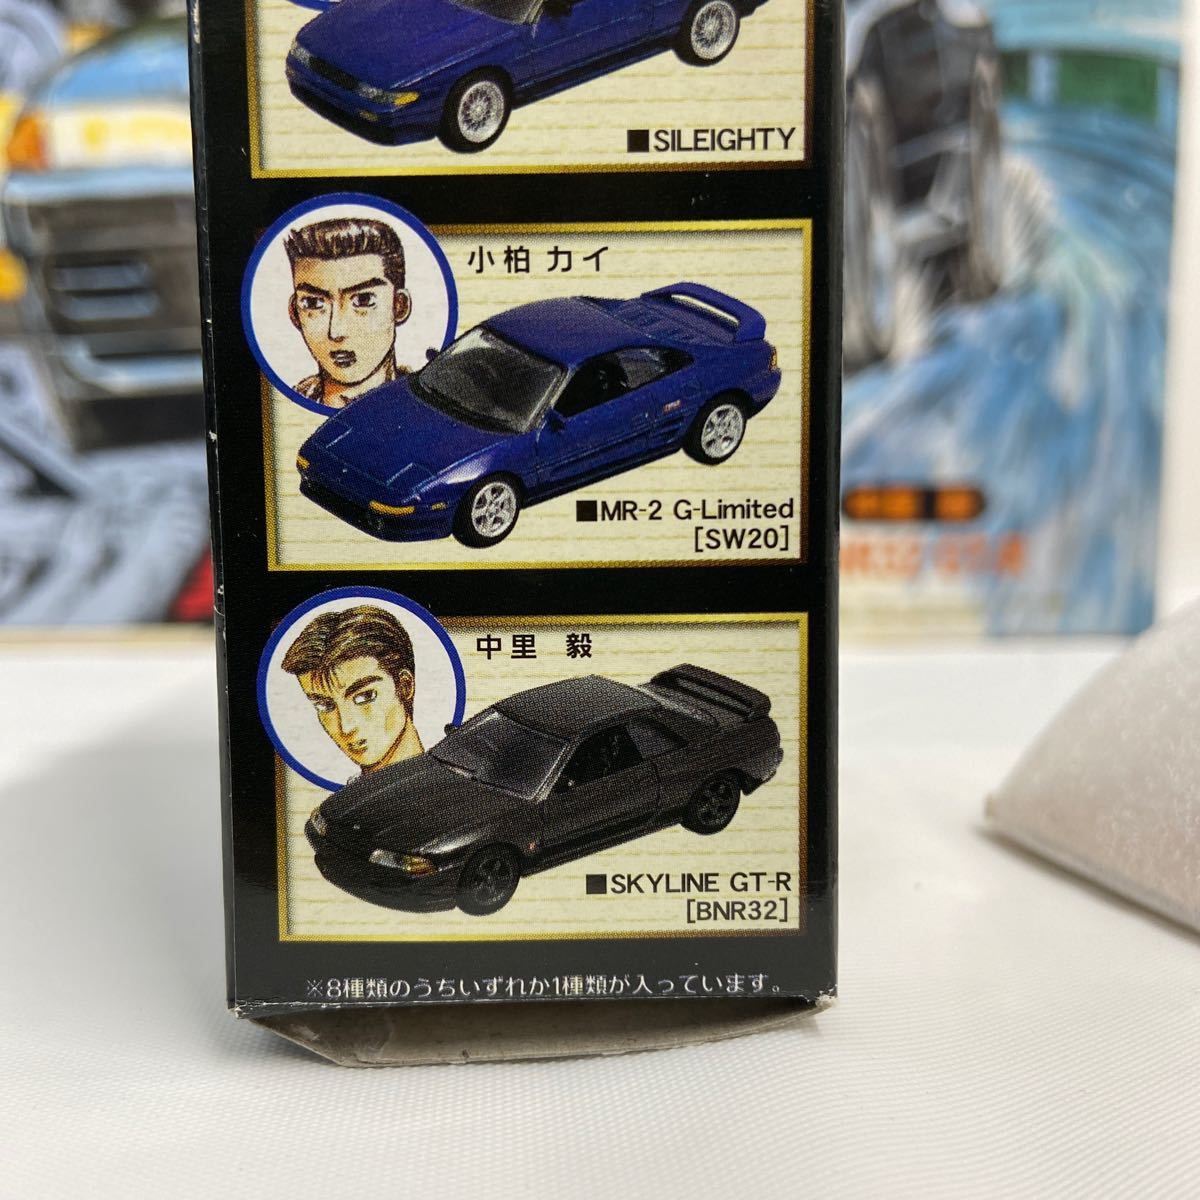 ■SILEIGHTY
小柏 カイ
■MR-2 G-Limited
[SW20]
中里 毅
■SKYLINE GT-R
[BNR32]
※8種類のうちいずれか1種類が入っています。